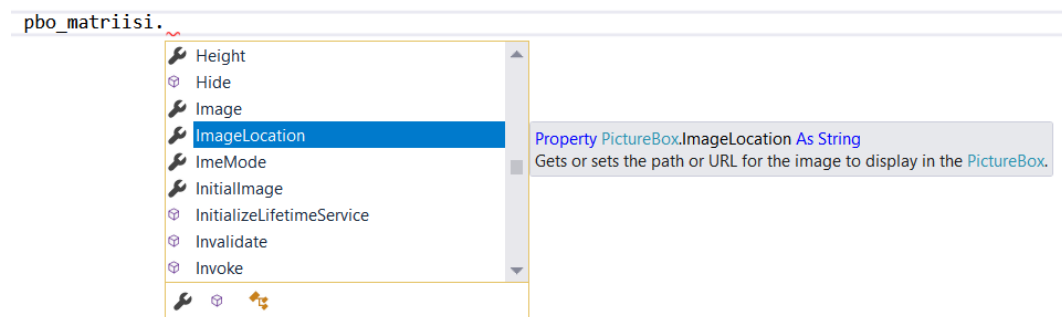 pbo_matriisi.
Height
Hide
Image
ImageLocation
ImeMode
InitialImage
InitializeLifetimeService
Invalidate
Invoke
Property PictureBox.ImageLocation As String
Gets or sets the path or URL for the image to display in the PictureBox.